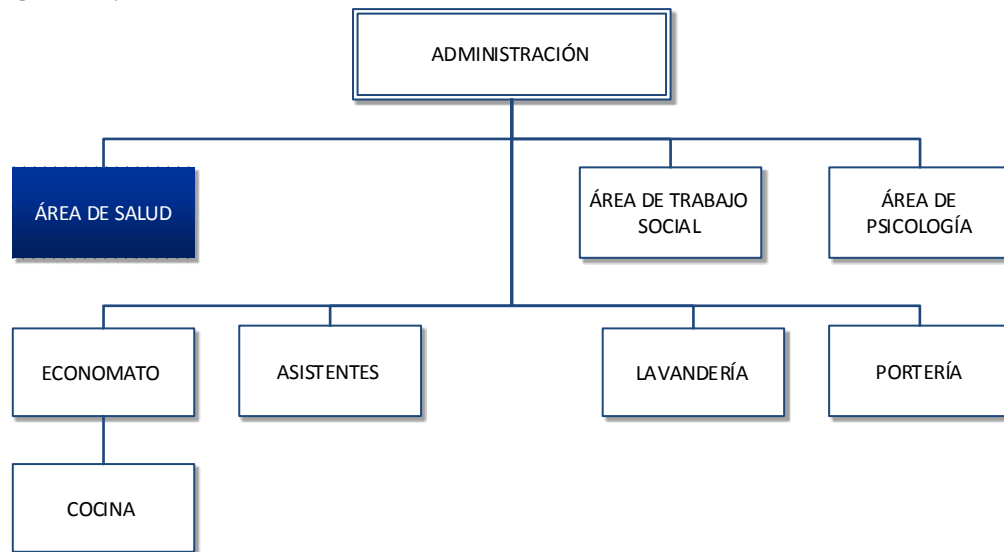 ADMINISTRACIÓN
ÁREA DE SALUD
ÁREA DE TRABAJO
SOCIAL
ÁREA DE
PSICOLOGÍA
ECONOMATO
ASISTENTES
LAVANDERÍA
PORTERÍA
COCINA